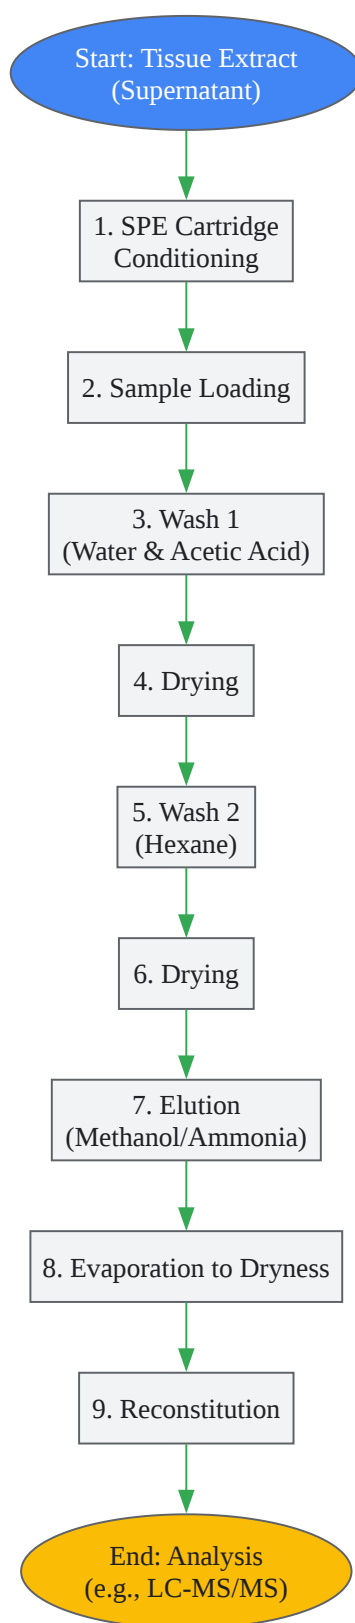 Start: Tissue Extract
(Supernatant)
1. SPE Cartridge
Conditioning
2. Sample Loading
3. Wash 1
(Water & Acetic Acid)
4. Drying
5. Wash 2
(Hexane)
6. Drying
7. Elution
(Methanol/Ammonia)
8. Evaporation to Dryness
9. Reconstitution
End: Analysis
(e.g., LC-MS/MS)